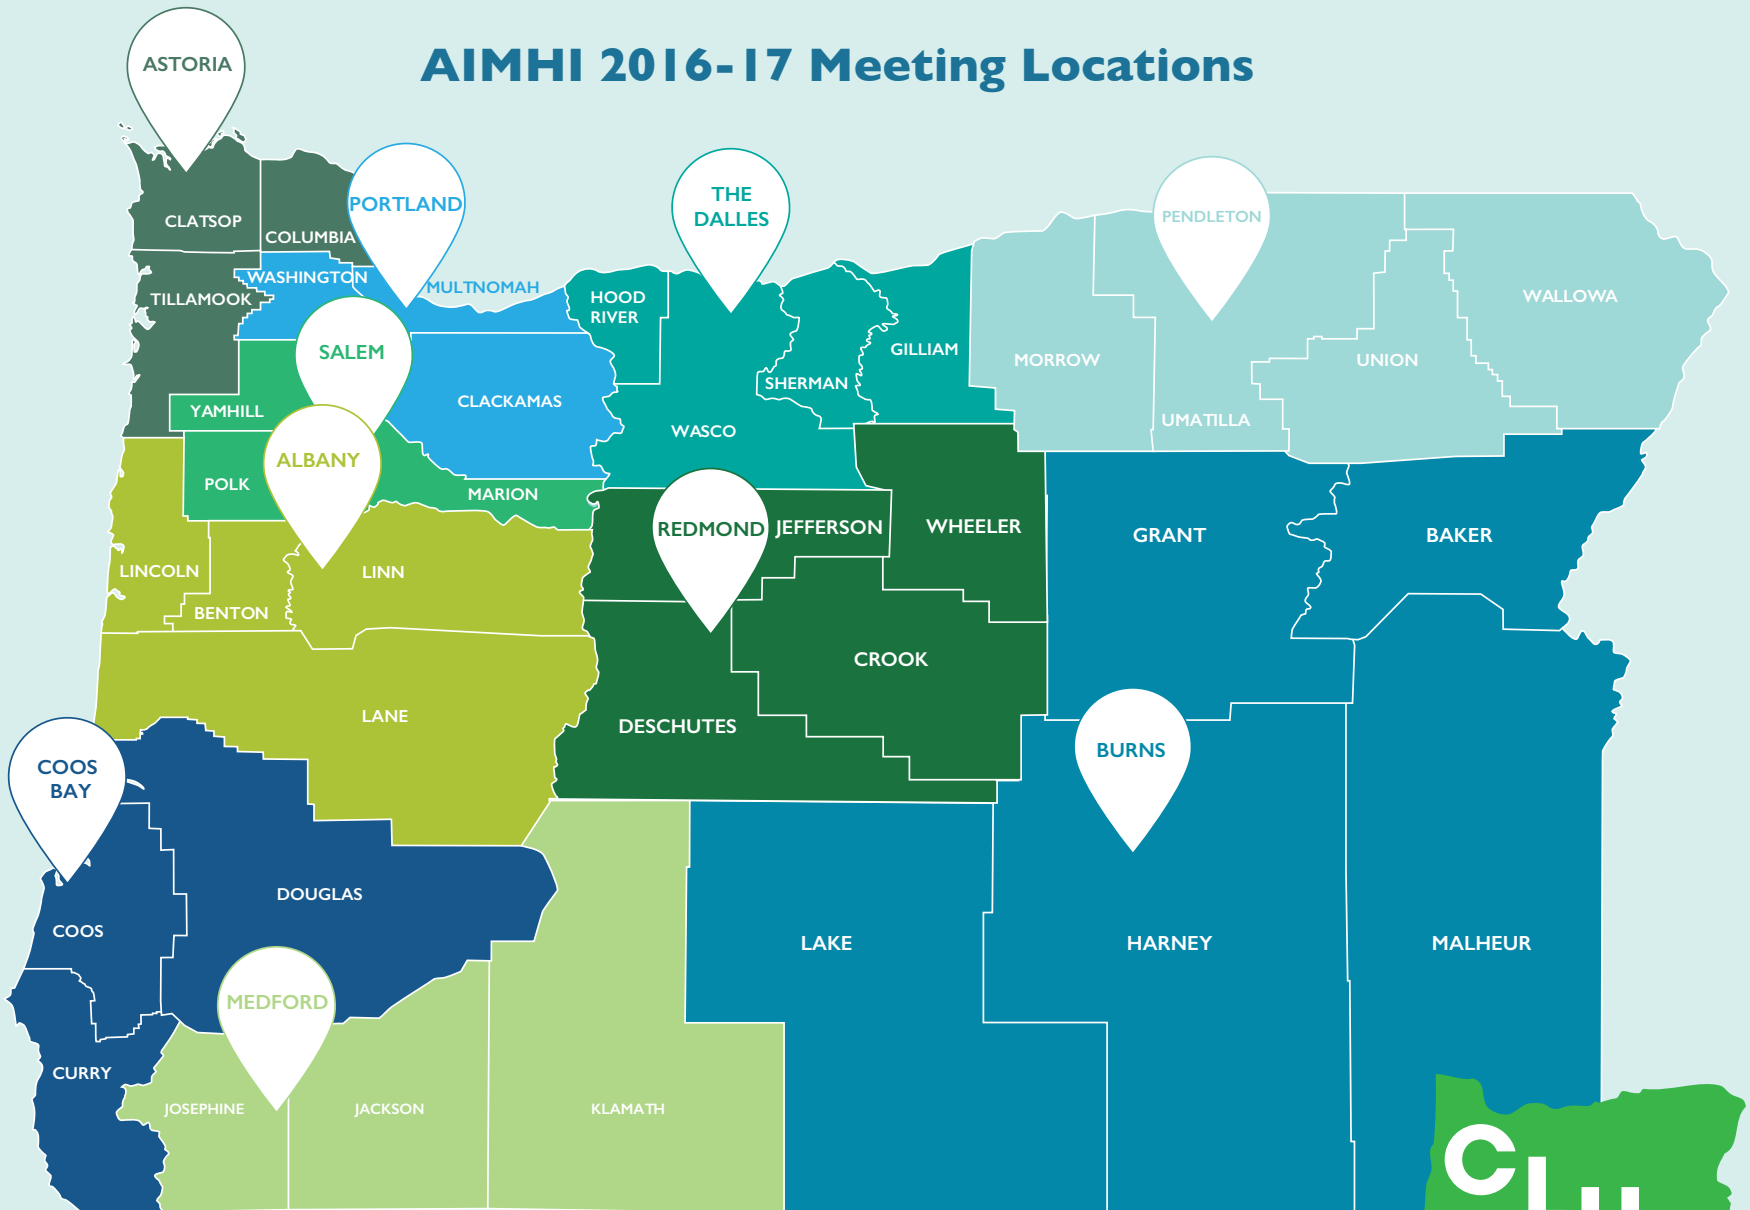 AIMHI 2016-17 Meeting Locations
ASTORIA
PORTLAND
THE
DALLES
PENDLETON
CLATSOP
COLUMBIA
WASHINGTON
MULTNOMAH
TILLAMOOK
HOOD
RIVER
WALLOWA
SALEM
GILLIAM
MORROW
UNION
SHERMAN
CLACKAMAS
YAMHILL
UMATILLA
WASCO
ALBANY
POLK
MARION
REDMOND
JEFFERSON
WHEELER
GRANT
BAKER
LINCOLN
LINN
BENTON
CROOK
LANE
DESCHUTES
BURNS
COOS
BAY
DOUGLAS
COOS
LAKE
HARNEY
MALHEUR
MEDFORD
CURRY
JOSEPHINE
JACKSON
KLAMATH